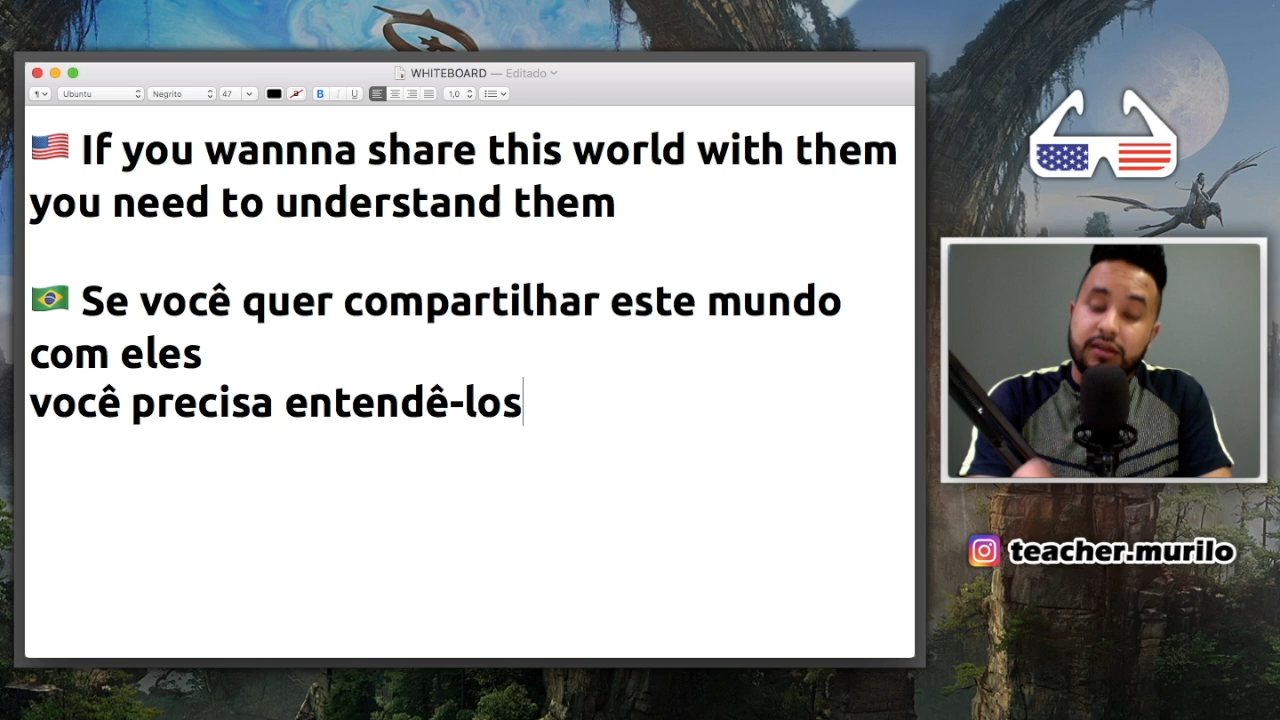 WHITEBOARD — Editado
Ubuntu Negrito 47 a B I U 1,0
🇺🇸 If you wannna share this world with them
you need to understand them
🇧🇷 Se você quer compartilhar este mundo
com eles
você precisa entendê-los
teacher.murilo